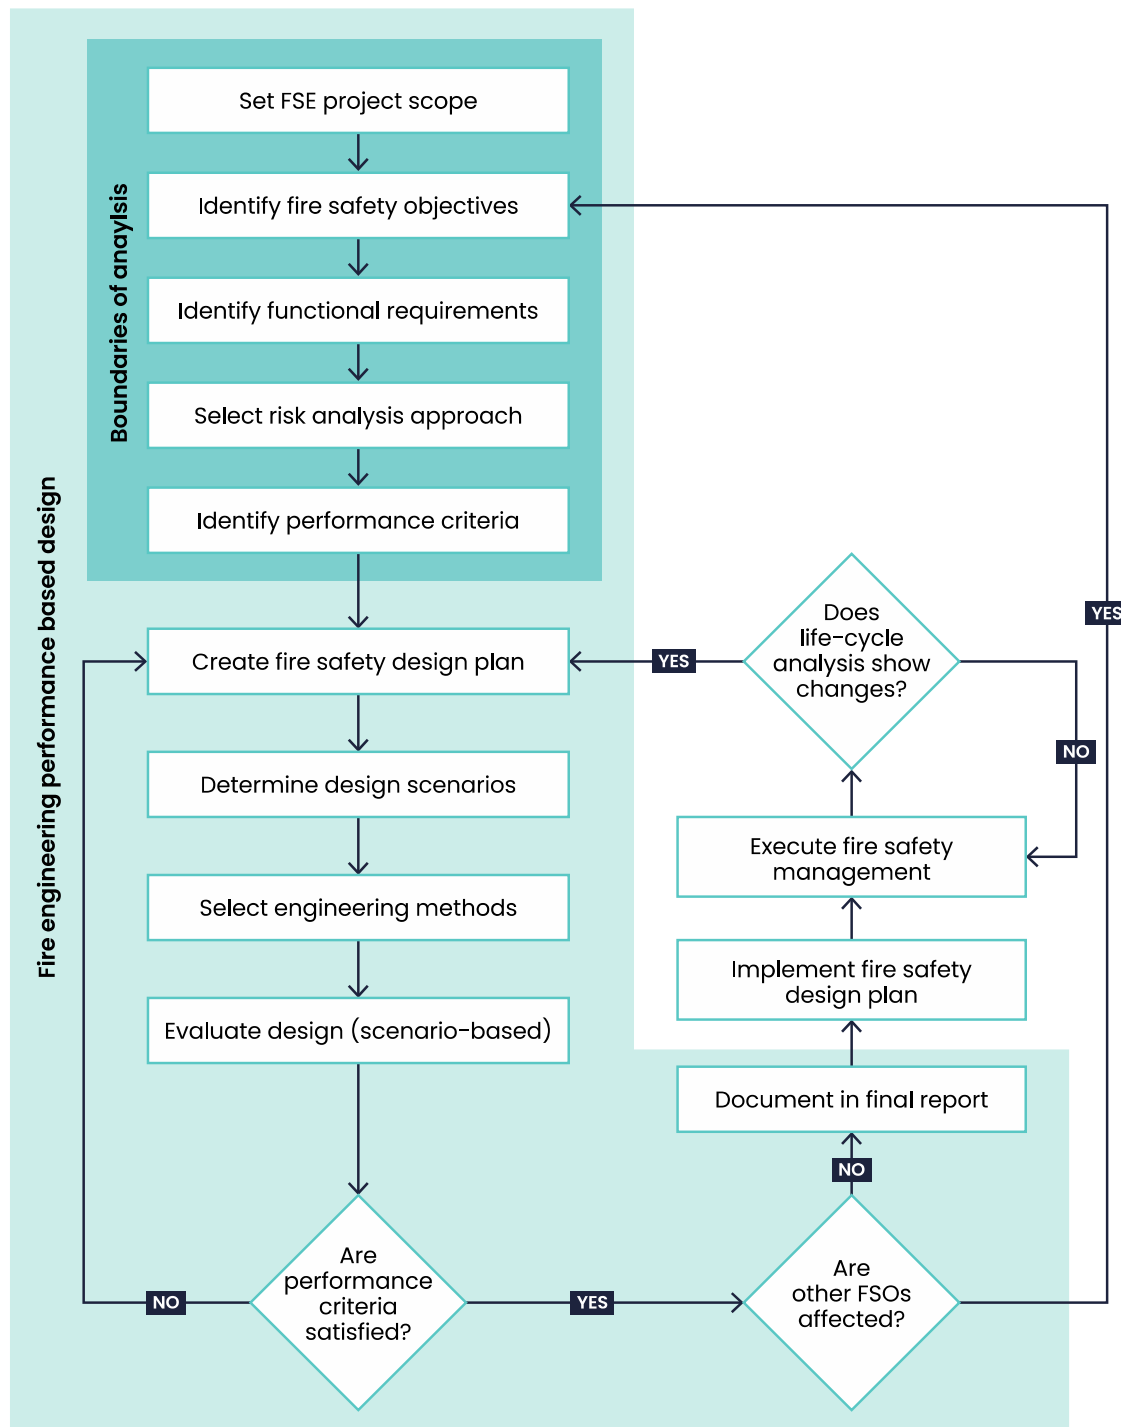 Set FSE project scope
Identify fire safety objectives
Identify functional requirements
Select risk analysis approach
Identify performance criteria
Boundaries of anaylsis
Fire engineering performance based design
Create fire safety design plan
Determine design scenarios
Select engineering methods
Evaluate design (scenario-based)
Are
performance
criteria
satisfied?
NO
YES
Are
other FSOs
affected?
NO
YES
Document in final report
Implement fire safety
design plan
Execute fire safety
management
Does
life-cycle
analysis show
changes?
YES
NO